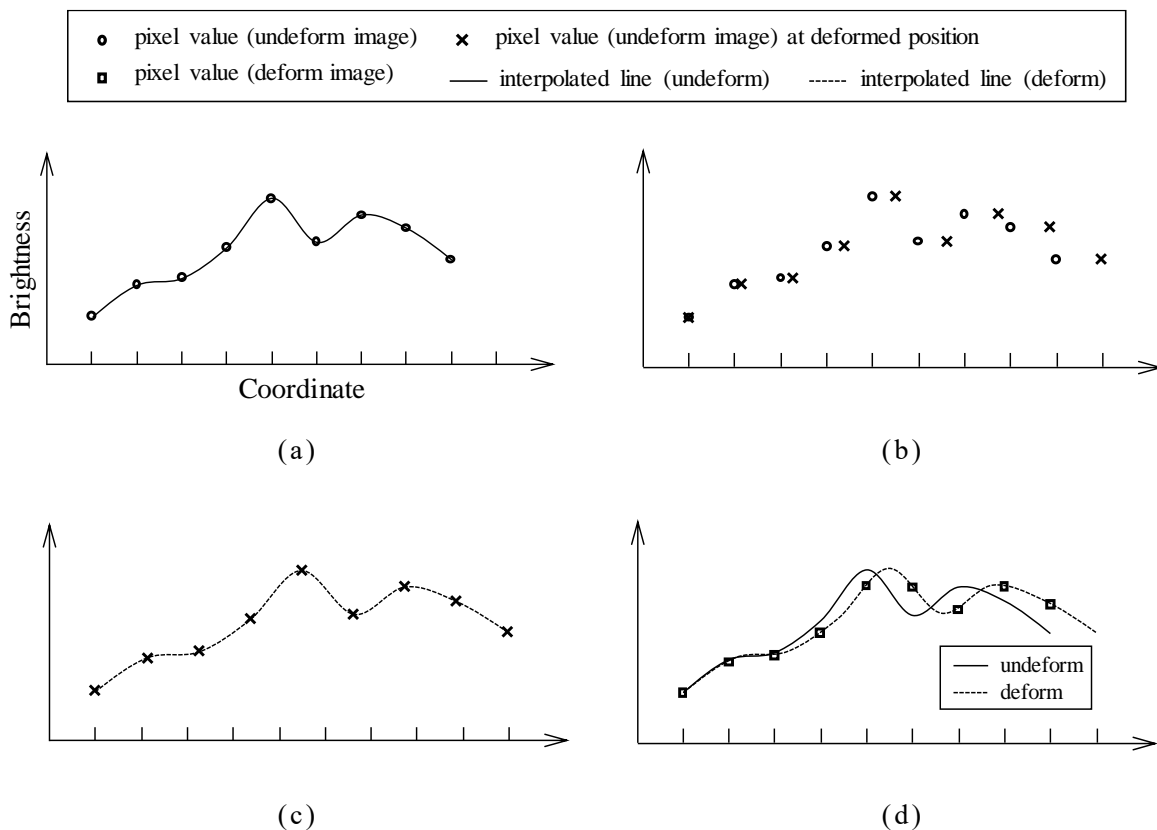 pixel value (undeform image) pixel value (undeform image) at deformed position
pixel value (deform image) interpolated line (undeform) interpolated line (deform)
Brightness
Coordinate
(a)
(b)
undeform
deform
(c)
(d)